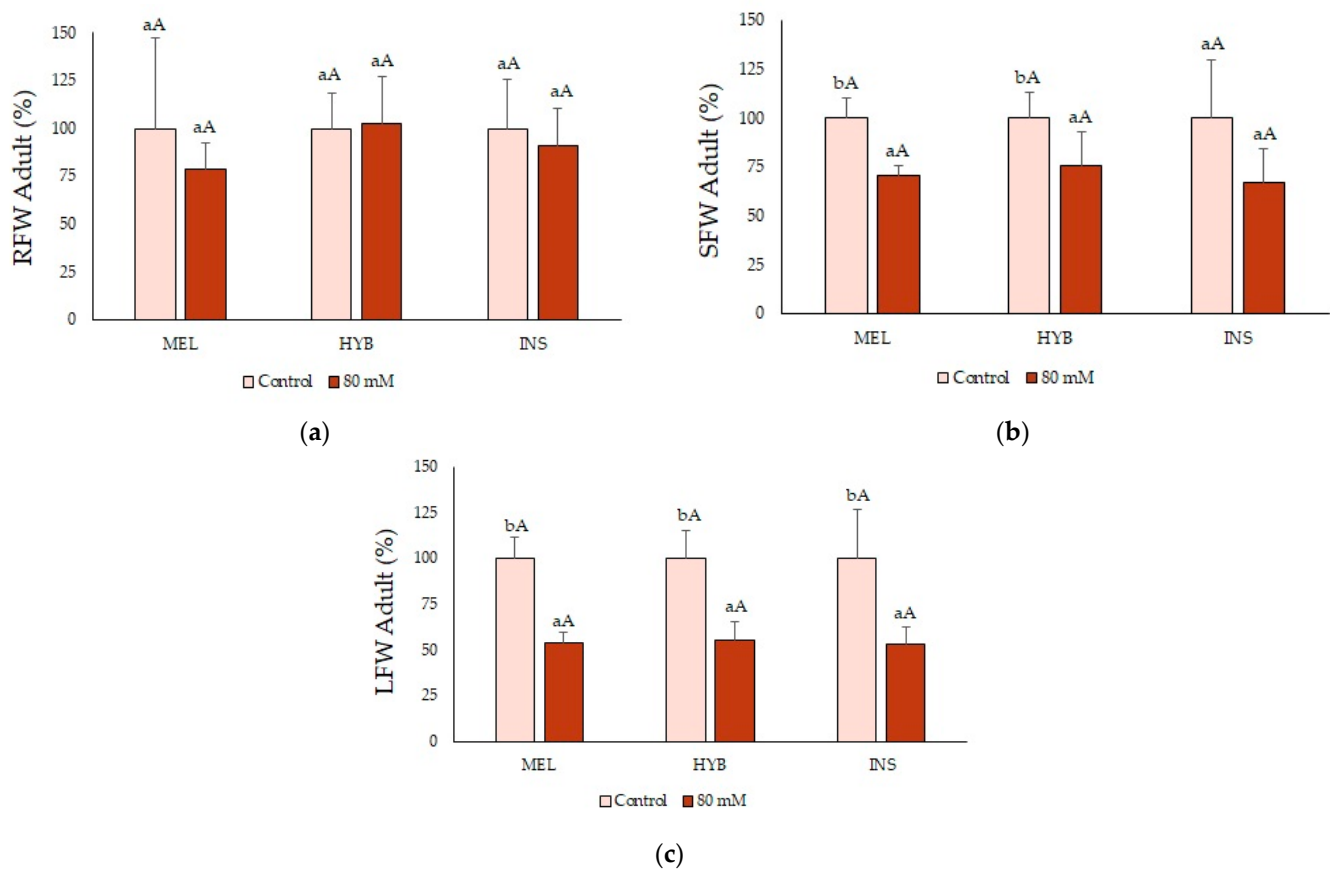 RFW Adult (%)
150
125
100
75
50
25
0
aA
aA
aA
aA
aA
aA
MEL
HYB
INS
Control
80 mM
(a)
SFW Adult (%)
150
125
100
75
50
25
0
bA
aA
bA
aA
aA
aA
MEL
HYB
INS
Control
80 mM
(b)
LFW Adult (%)
150
125
100
75
50
25
0
bA
aA
bA
aA
bA
aA
MEL
HYB
INS
Control
80 mM
(c)